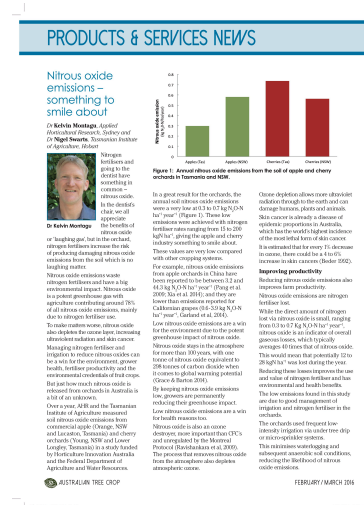 PRODUCTS & SERVICES NEWS
Nitrous oxide
emissions –
something to
smile about
Dr Kelvin Montagu, Applied
Horticultural Research, Sydney and
Dr Nigel Swarts, Tasmanian Institute
of Agriculture, Hobart
Dr Kelvin Montagu
Nitrogen
fertilisers and
going to the
dentist have
something in
common –
nitrous oxide.
In the dentist's
chair, we all
appreciate
the benefits of
nitrous oxide
or 'laughing gas', but in the orchard,
nitrogen fertilisers increase the risk
of producing damaging nitrous oxide
emissions from the soil which is no
laughing matter.
Nitrous oxide emissions waste
nitrogen fertilisers and have a big
environmental impact. Nitrous oxide
is a potent greenhouse gas with
agriculture contributing around 78%
of all nitrous oxide emissions, mainly
due to nitrogen fertiliser use.
To make matters worse, nitrous oxide
also depletes the ozone layer, increasing
ultraviolet radiation and skin cancer.
Managing nitrogen fertiliser and
irrigation to reduce nitrous oxides can
be a win for the environment, grower
health, fertiliser productivity and the
environmental credentials of fruit crops.
But just how much nitrous oxide is
released from orchards in Australia is
a bit of an unknown.
Over a year, AHR and the Tasmanian
Institute of Agriculture measured
soil nitrous oxide emissions from
commercial apple (Orange, NSW
and Lucaston, Tasmania) and cherry
orchards (Young, NSW and Lower
Longley, Tasmania) in a study funded
by Horticulture Innovation Australia
and the Federal Department of
Agriculture and Water Resources.
Nitrous oxide emission
(kg N₂O-N/ha/year)
0.8
0.7
0.6
0.5
0.4
0.3
0.2
0.1
0
Apples (Tas)
Apples (NSW)
Cherries (Tas)
Cherries (NSW)
Figure 1: Annual nitrous oxide emissions from the soil of apple and cherry
orchards in Tasmania and NSW.
In a great result for the orchards, the
annual soil nitrous oxide emissions
were a very low at 0.3 to 0.7 kg N₂O-N
ha⁻¹ year⁻¹ (Figure 1). These low
emissions were achieved with nitrogen
fertiliser rates ranging from 15 to 200
kgN ha⁻¹, giving the apple and cherry
industry something to smile about.
These values are very low compared
with other cropping systems.
For example, nitrous oxide emissions
from apple orchards in China have
been reported to be between 3.2 and
44.3 kg N₂O-N ha⁻¹ year⁻¹ (Pang et al.
2009; Xia et al. 2014); and they are
lower than emissions reported for
Californian grapes (0.4-3.9 kg N₂O-N
ha⁻¹ year⁻¹, Garland et al. 2014).
Low nitrous oxide emissions are a win
for the environment due to the potent
greenhouse impact of nitrous oxide.
Nitrous oxide stays in the atmosphere
for more than 100 years, with one
tonne of nitrous oxide equivalent to
298 tonnes of carbon dioxide when
it comes to global warming potential
(Grace & Barton 2014).
By keeping nitrous oxide emissions
low, growers are permanently
reducing their greenhouse impact.
Low nitrous oxide emissions are a win
for health reasons too.
Nitrous oxide is also an ozone
destroyer, more important than CFC's
and unregulated by the Montreal
Protocol (Ravishankara et al, 2009).
The process that removes nitrous oxide
from the atmosphere also depletes
atmospheric ozone.
Ozone depletion allows more ultraviolet
radiation through to the earth and can
damage humans, plants and animals.
Skin cancer is already a disease of
epidemic proportions in Australia,
which has the world's highest incidence
of the most lethal form of skin cancer.
It is estimated that for every 1% decrease
in ozone, there could be a 4 to 6%
increase in skin cancers (Beder 1992).
Improving productivity
Reducing nitrous oxide emissions also
improves farm productivity.
Nitrous oxide emissions are nitrogen
fertiliser lost.
While the direct amount of nitrogen
lost via nitrous oxide is small, ranging
from 0.3 to 0.7 Kg N₂O-N ha⁻¹ year⁻¹,
nitrous oxide is an indicator of overall
gaseous losses, which typically
averages 40 times that of nitrous oxide.
This would mean that potentially 12 to
28 kgN ha⁻¹ was lost during the year.
Reducing these losses improves the use
and value of nitrogen fertiliser and has
environmental and health benefits.
The low emissions found in this study
are due to good management of
irrigation and nitrogen fertiliser in the
orchards.
The orchards used frequent low-
intensity irrigation via under tree drip
or micro-sprinkler systems.
This minimises waterlogging and
subsequent anaerobic soil conditions,
reducing the likelihood of nitrous
oxide emissions.
AUSTRALIAN TREE CROP
FEBRUARY / MARCH 2016